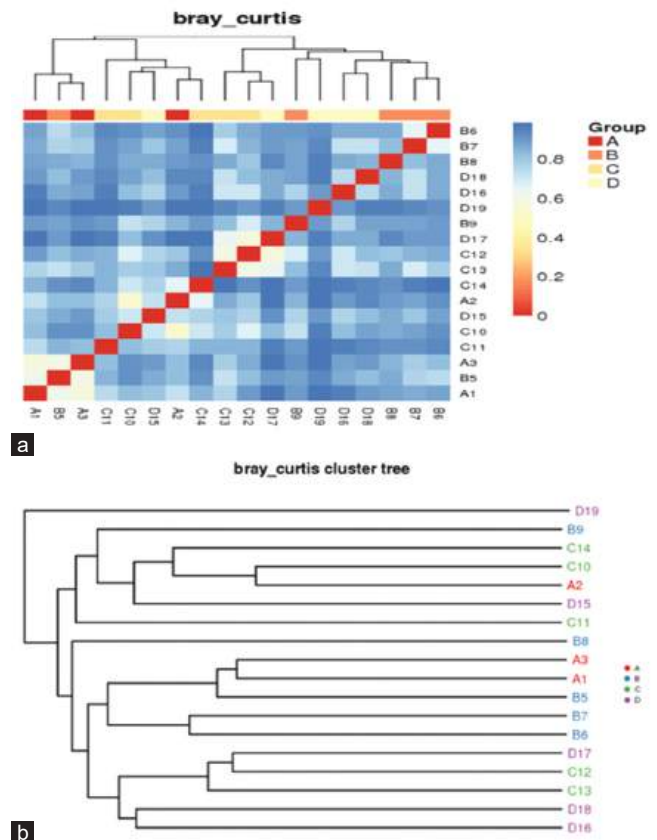 bray_curtis
B6
B7
B8
D18
D16
D19
B9
D17
C12
C13
C14
A2
D15
C10
C11
A3
B5
A1
A1 B5 A3 C11 C10 D15 A2 C14 C13 C12 D17 B9 D19 D16 D18 B8 B7 B6
0.8
0.6
0.4
0.2
0
Group
A
B
C
D
a
bray_curtis cluster tree
D19
B9
C14
C10
A2
D15
C11
B8
A3
A1
B5
B7
B6
D17
C12
C13
D18
D16
A
B
C
D
b